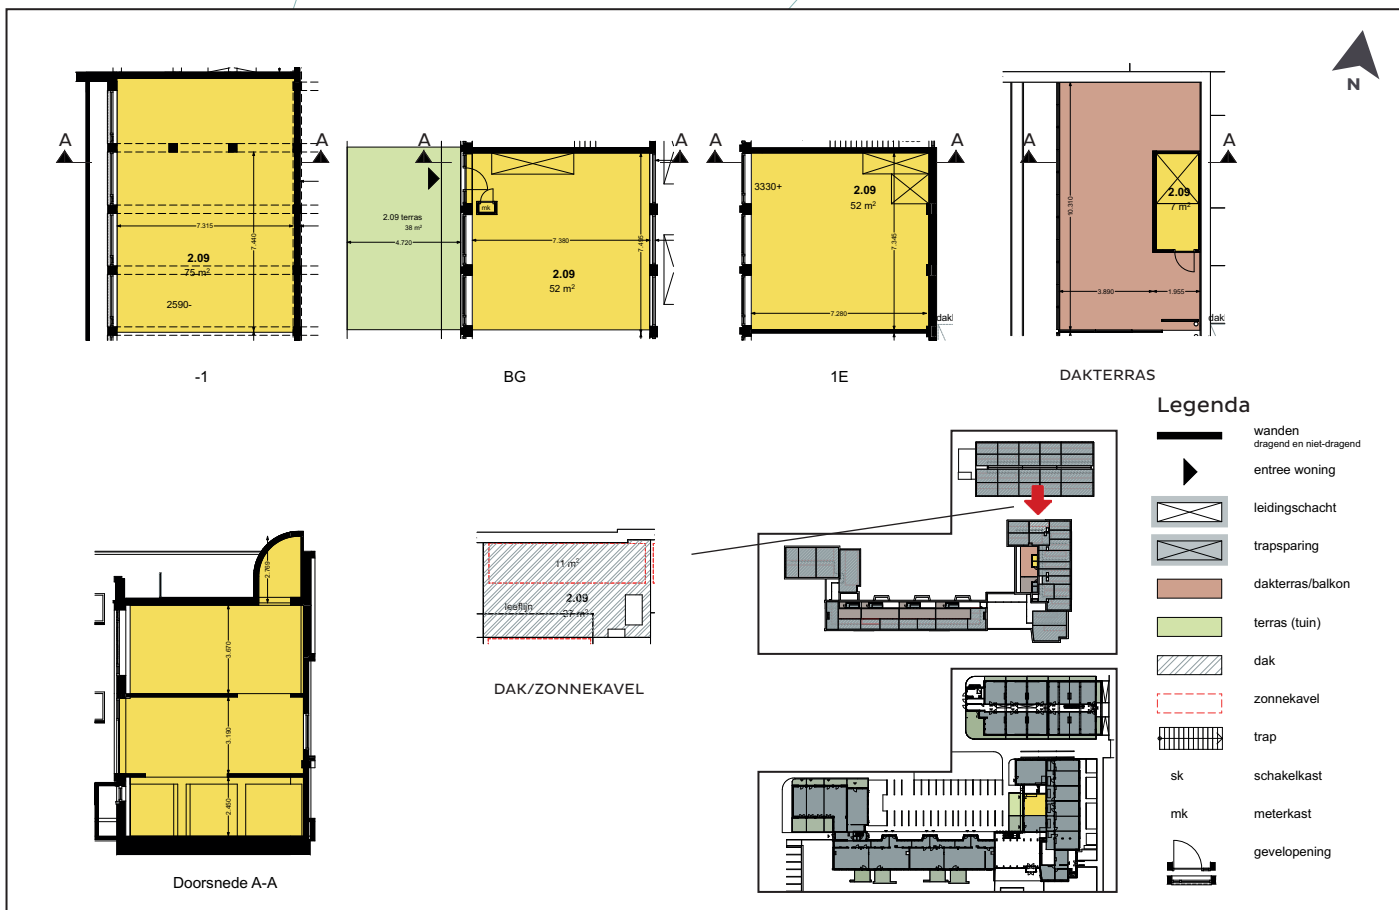 N
A
A
7.315
7.440
2.09
75 m²
2590-
-1
A
A
mk
2.09 terras
38 m²
4.720
7.380
7.495
2.09
52 m²
BG
A
A
3330+
2.09
52 m²
7.345
7.280
dak
1E
A
A
10.310
2.09
7 m²
3.890
1.955
dak
DAKTERRAS
2.769
3.670
3.190
2.450
Doorsnede A-A
11 m²
2.09
leeflijn
27 m²
DAK/ZONNEKAVEL
Legenda
wanden
dragend en niet-dragend
entree woning
leidingschacht
trapsparing
dakterras/balkon
terras (tuin)
dak
zonnekavel
trap
sk schakelkast
mk meterkast
gevelopening